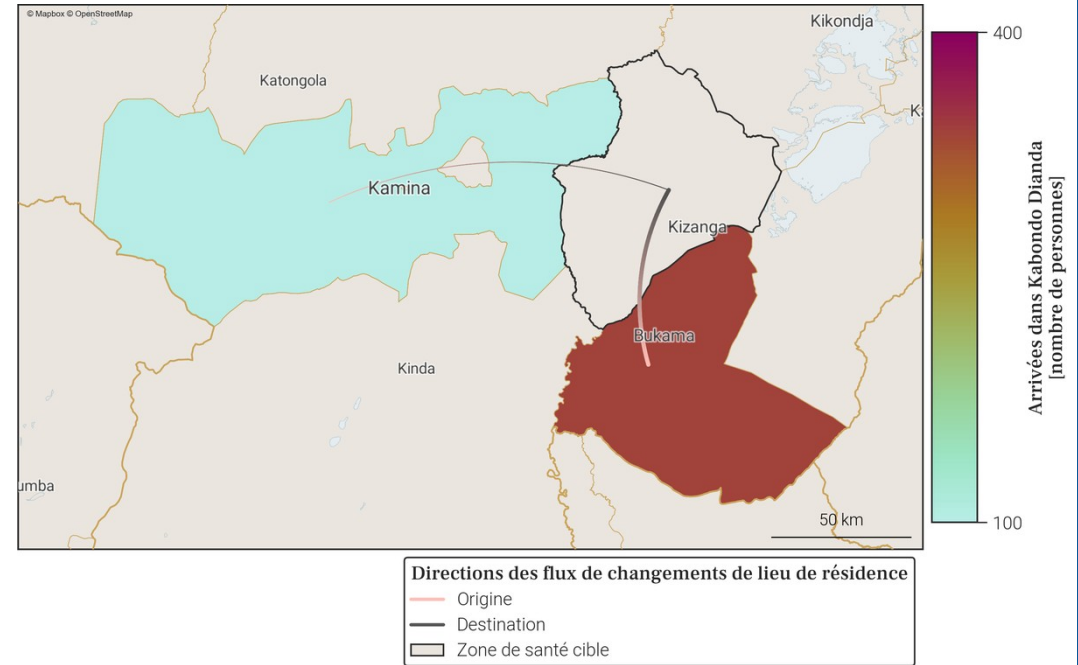 © Mapbox © OpenStreetMap
Kikondja
400
Katongola
Kamina
Kizanga
Bukama
Kinda
umba
50 km
100
Arrivées dans Kabondo Dianda
[nombre de personnes]
Directions des flux de changements de lieu de résidence
Origine
Destination
Zone de santé cible